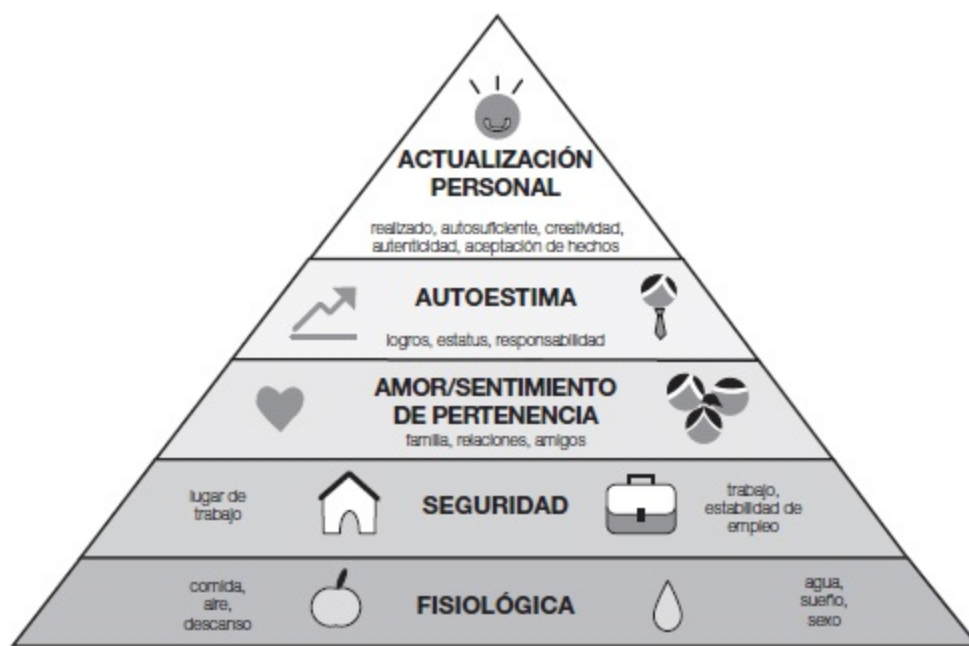 ACTUALIZACIÓN
PERSONAL
realizado, autosuficiente, creatividad,
autenticidad, aceptación de hechos
AUTOESTIMA
logros, estatus, responsabilidad
AMOR/SENTIMIENTO
DE PERTENENCIA
familia, relaciones, amigos
lugar de
trabajo
SEGURIDAD
trabajo,
estabilidad de
empleo
comida,
aire,
descanso
FISIOLÓGICA
agua,
sueño,
sexo